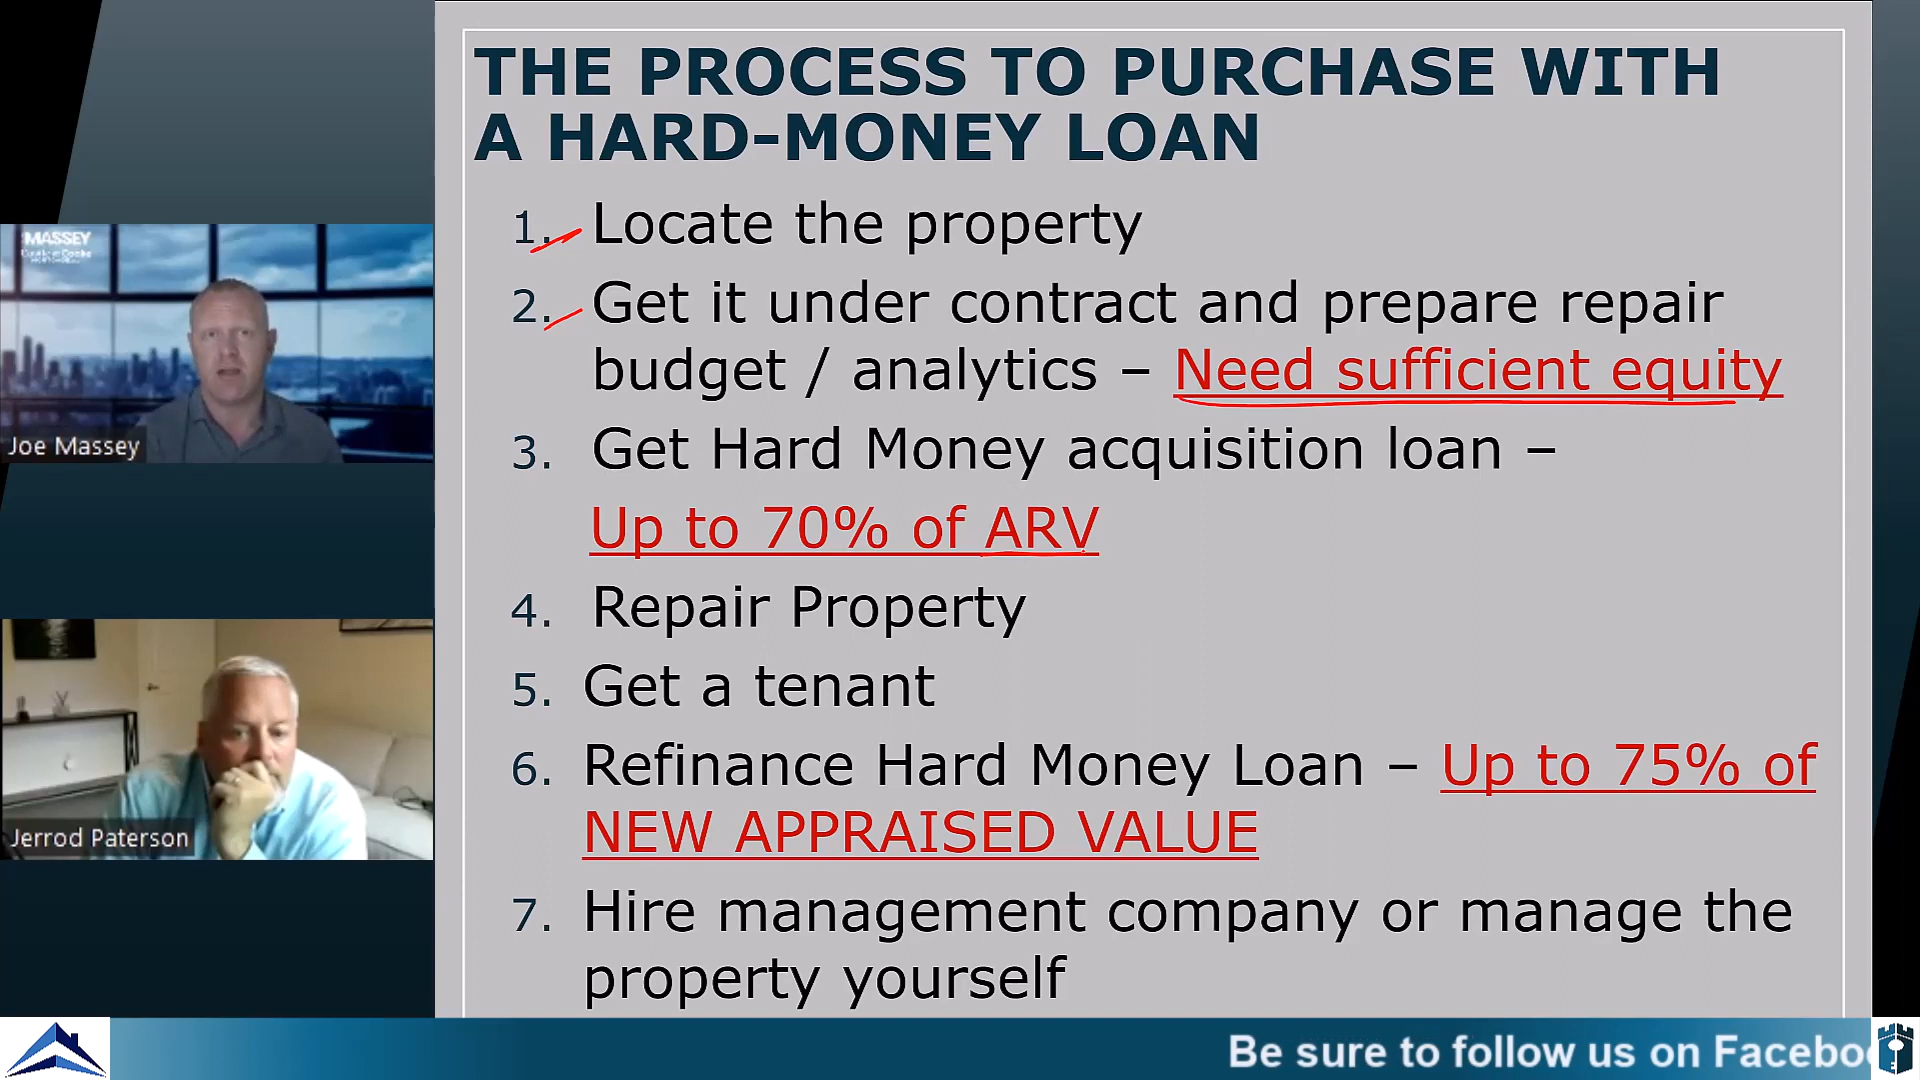 THE PROCESS TO PURCHASE WITH
A HARD-MONEY LOAN
1. Locate the property
2. Get it under contract and prepare repair
budget / analytics – Need sufficient equity
3. Get Hard Money acquisition loan –
Up to 70% of ARV
4. Repair Property
5. Get a tenant
6. Refinance Hard Money Loan – Up to 75% of
NEW APPRAISED VALUE
7. Hire management company or manage the
property yourself
MASSEY
Joe Massey
Jerrod Paterson
Be sure to follow us on Facebo